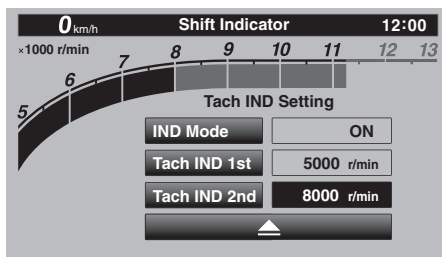 0 km/h Shift Indicator 12:00
×1000 r/min
5 6 7 8 9 10 11 12 13
Tach IND Setting
IND Mode ON
Tach IND 1st 5000 r/min
Tach IND 2nd 8000 r/min